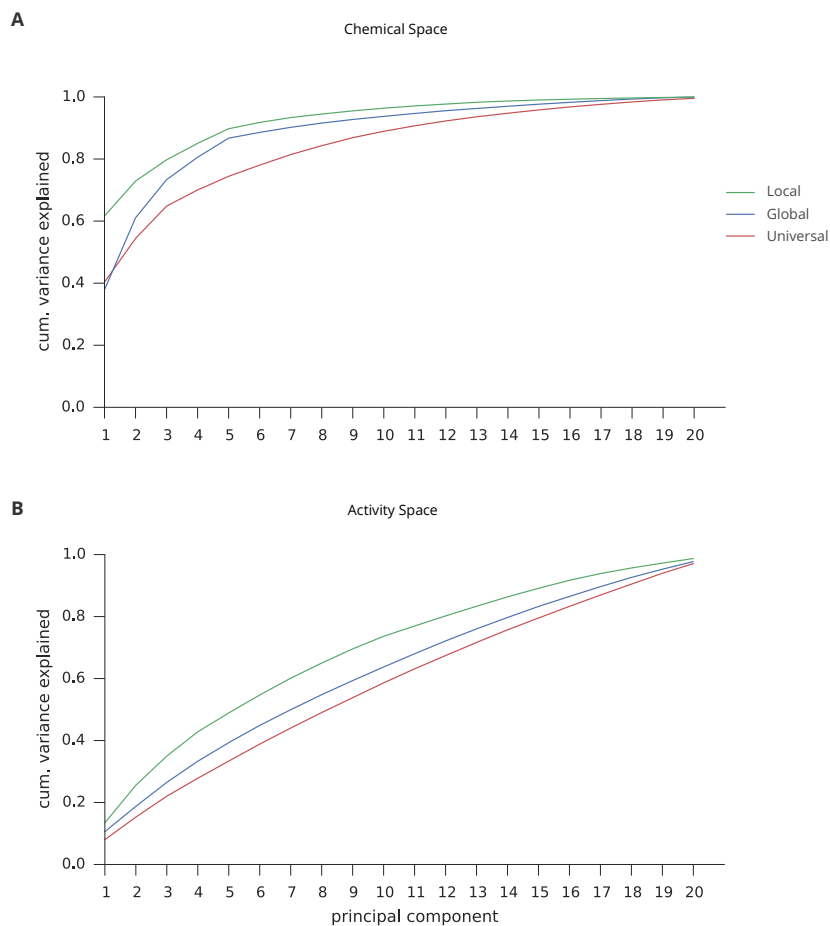 A
Chemical Space
1.0
0.8
0.6
0.4
0.2
0.0
cum. variance explained
1 2 3 4 5 6 7 8 9 10 11 12 13 14 15 16 17 18 19 20
Local
Global
Universal
B
Activity Space
1.0
0.8
0.6
0.4
0.2
0.0
cum. variance explained
1 2 3 4 5 6 7 8 9 10 11 12 13 14 15 16 17 18 19 20
principal component